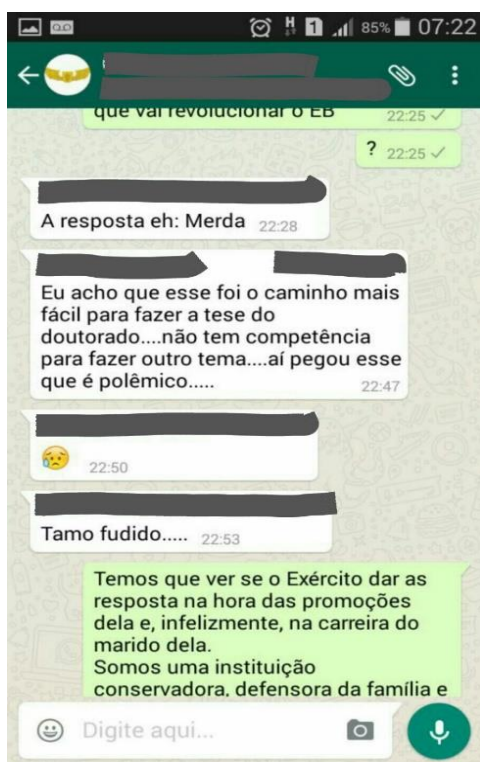 85% 07:22
que vai revolucionar o EB 22:25
? 22:25
A resposta eh: Merda 22:28
Eu acho que esse foi o caminho mais
fácil para fazer a tese do
doutorado....não tem competência
para fazer outro tema....aí pegou esse
que é polêmico..... 22:47
22:50
Tamo fudido..... 22:53
Temos que ver se o Exército dar as
resposta na hora das promoções
dela e, infelizmente, na carreira do
marido dela.
Somos uma instituição
conservadora, defensora da família e
Digite aqui...